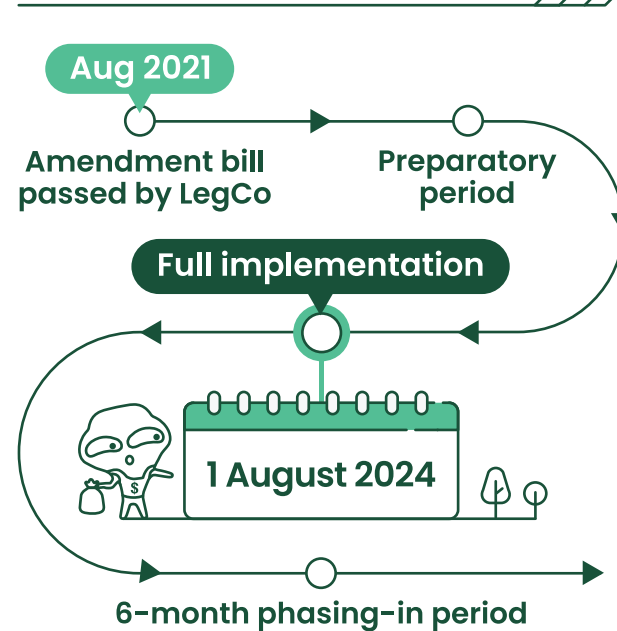 Aug 2021
Amendment bill
passed by LegCo
Preparatory
period
Full implementation
$
1 August 2024
6-month phasing-in period